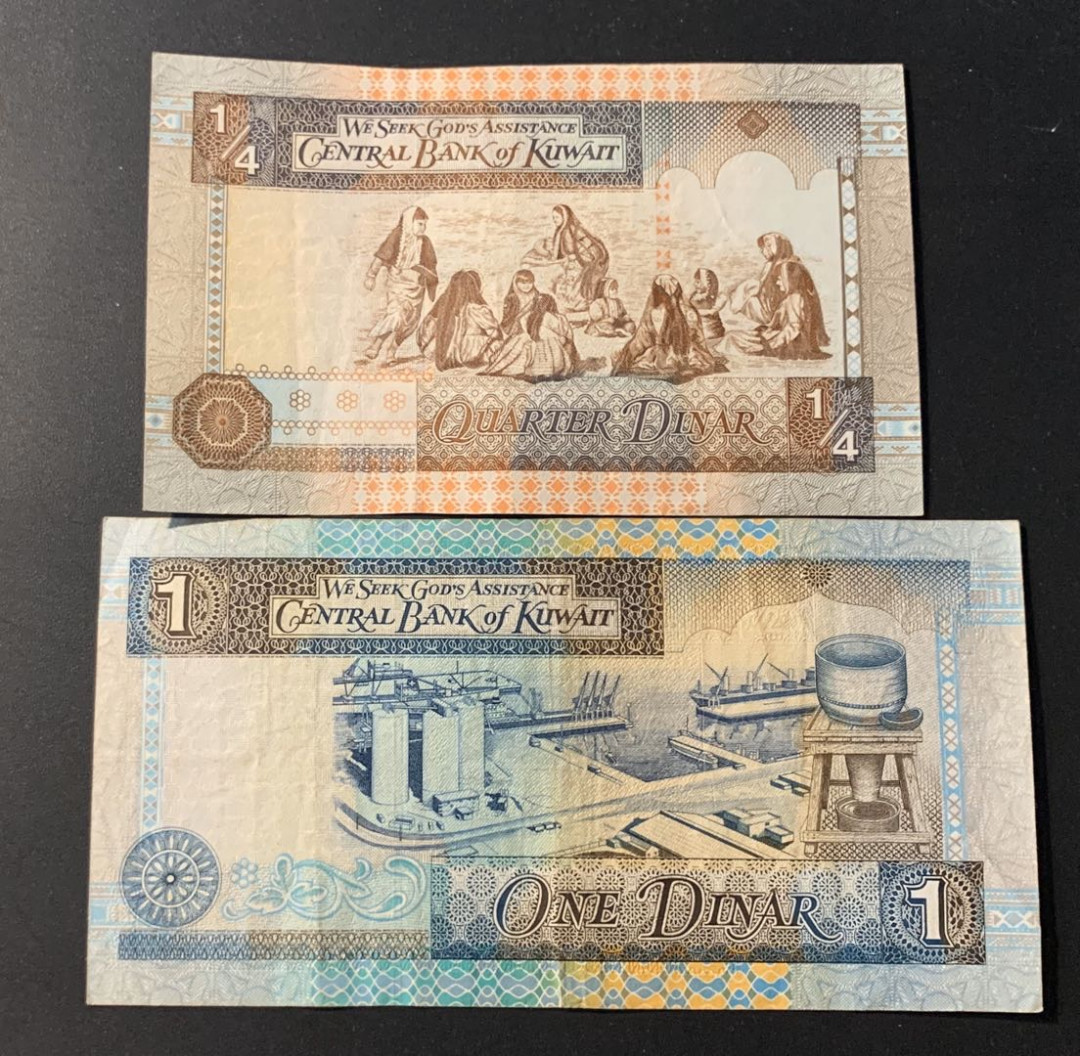 1/4
WE SEEK GOD'S ASSISTANCE
CENTRAL BANK of KUWAIT
QUARTER DINAR
1/4
1
WE SEEK GOD'S ASSISTANCE
CENTRAL BANK of KUWAIT
ONE DINAR
1